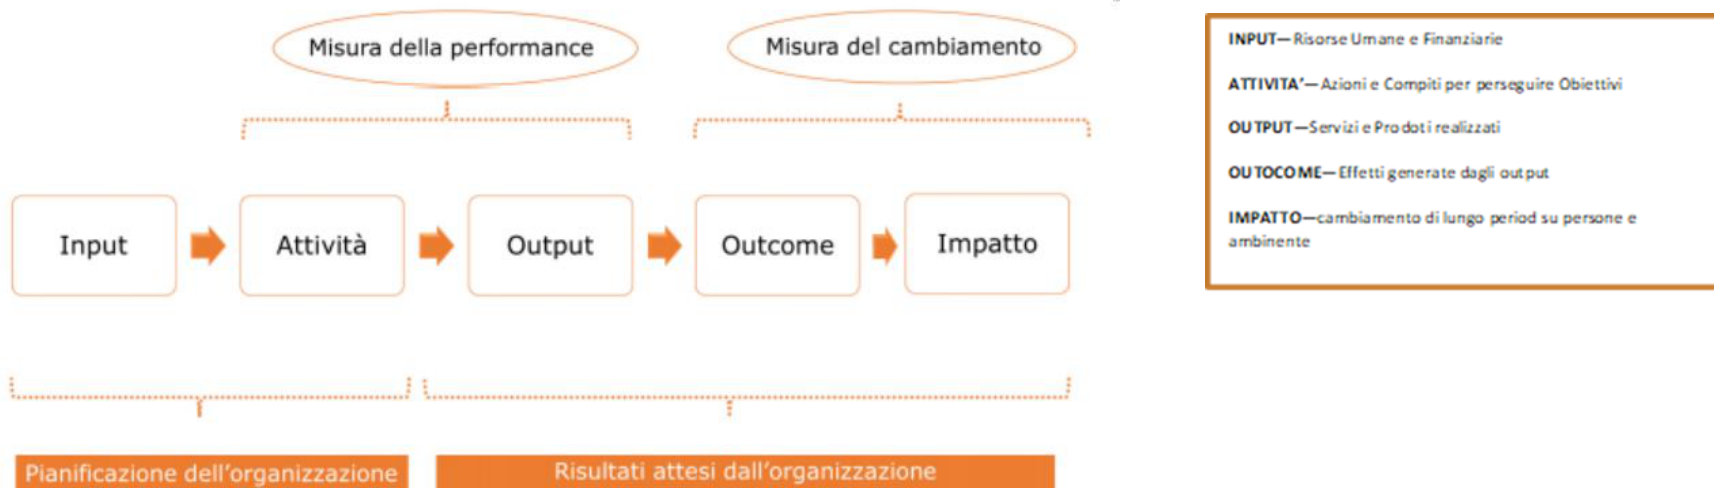 Misura della performance
Misura del cambiamento
Input
Attività
Output
Outcome
Impatto
Pianificazione dell'organizzazione
Risultati attesi dall'organizzazione
INPUT—Risorse Umane e Finanziarie
ATTIVITA'—Azioni e Compiti per perseguire Obiettivi
OUTPUT—Servizi e Prodoti realizzati
OUTOCOME—Effetti generate dagli output
IMPATTO—cambiamento di lungo period su persone e
ambinente